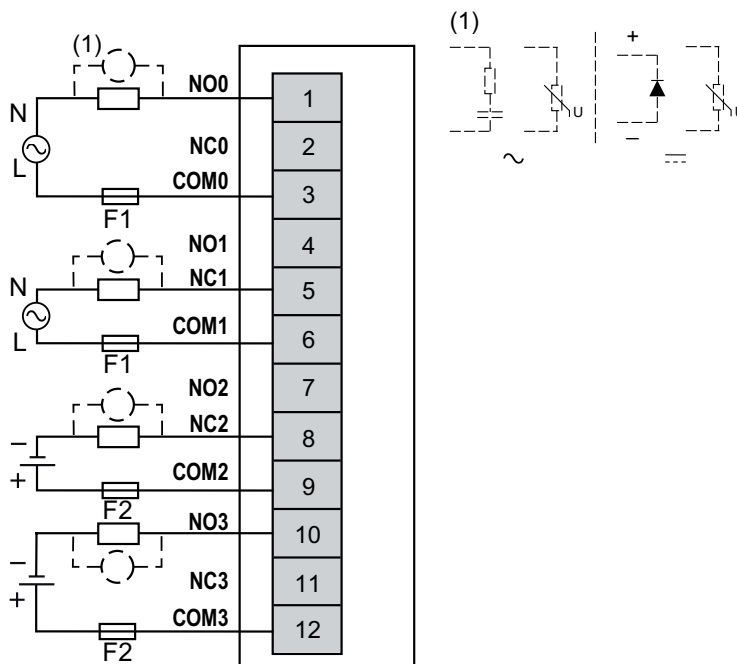 (1)
N
L
F1
NO0
NC0
COM0
1
2
3
N
L
F1
NO1
NC1
COM1
4
5
6
–
+
F2
NO2
NC2
COM2
7
8
9
–
+
F2
NO3
NC3
COM3
10
11
12
(1)
U
+
–
U